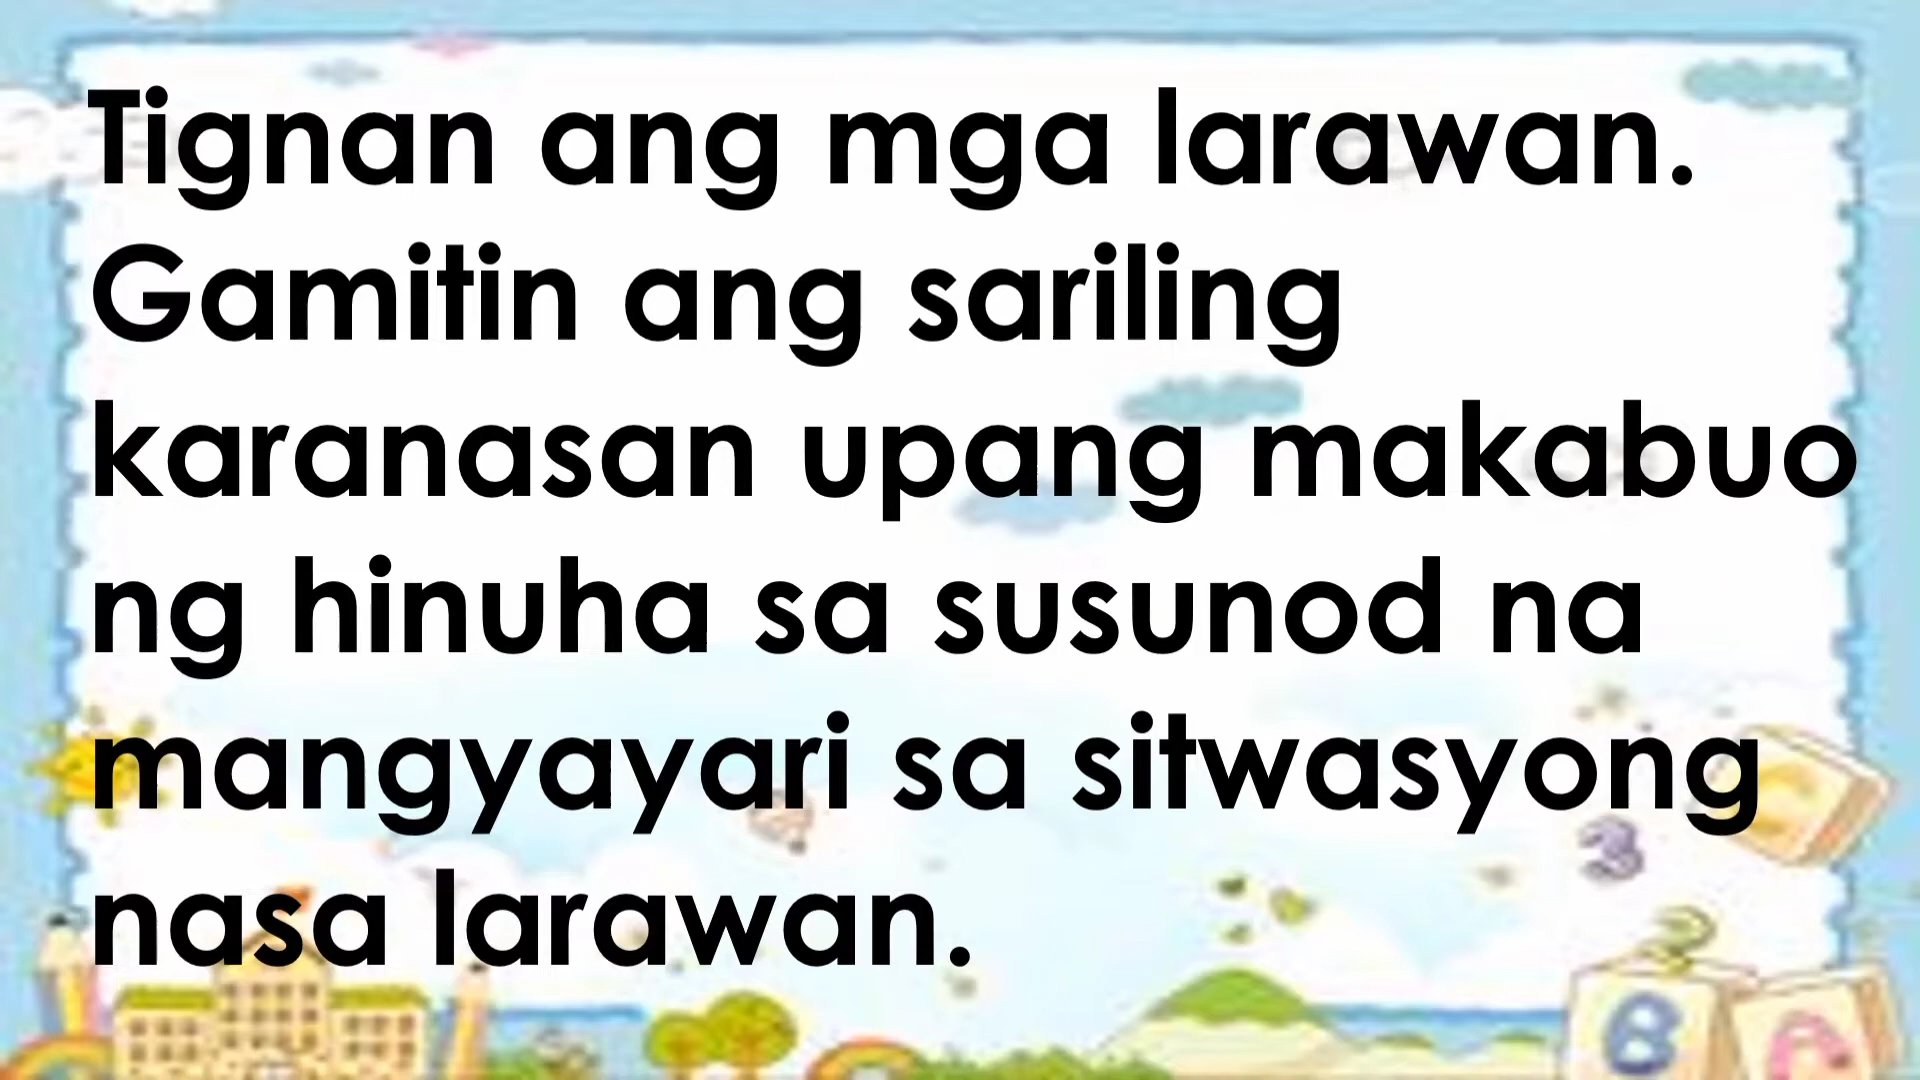 Tignan ang mga larawan.
Gamitin ang sariling
karanasan upang makabuo
ng hinuha sa susunod na
mangyayari sa sitwasyong
nasa larawan.
3
B